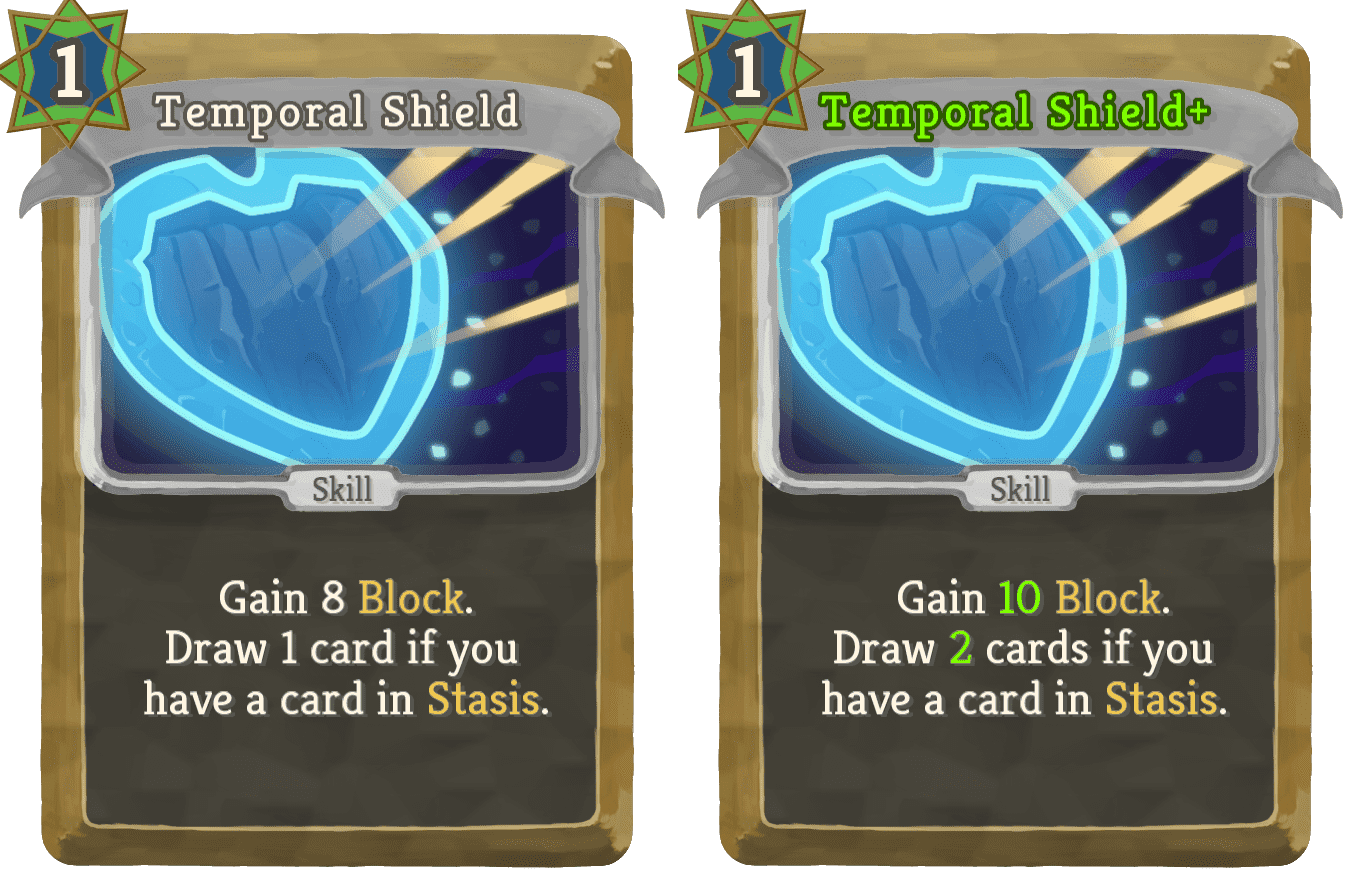 1
Temporal Shield
Skill
Gain 8 Block.
Draw 1 card if you
have a card in Stasis.
1
Temporal Shield+
Skill
Gain 10 Block.
Draw 2 cards if you
have a card in Stasis.